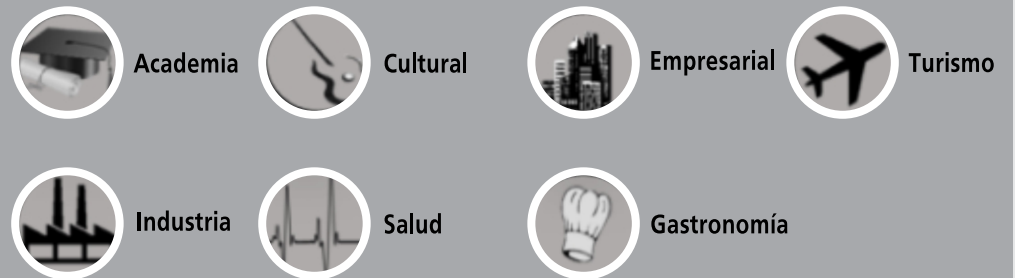 Academia
Cultural
Empresarial
Turismo
Industria
Salud
Gastronomía